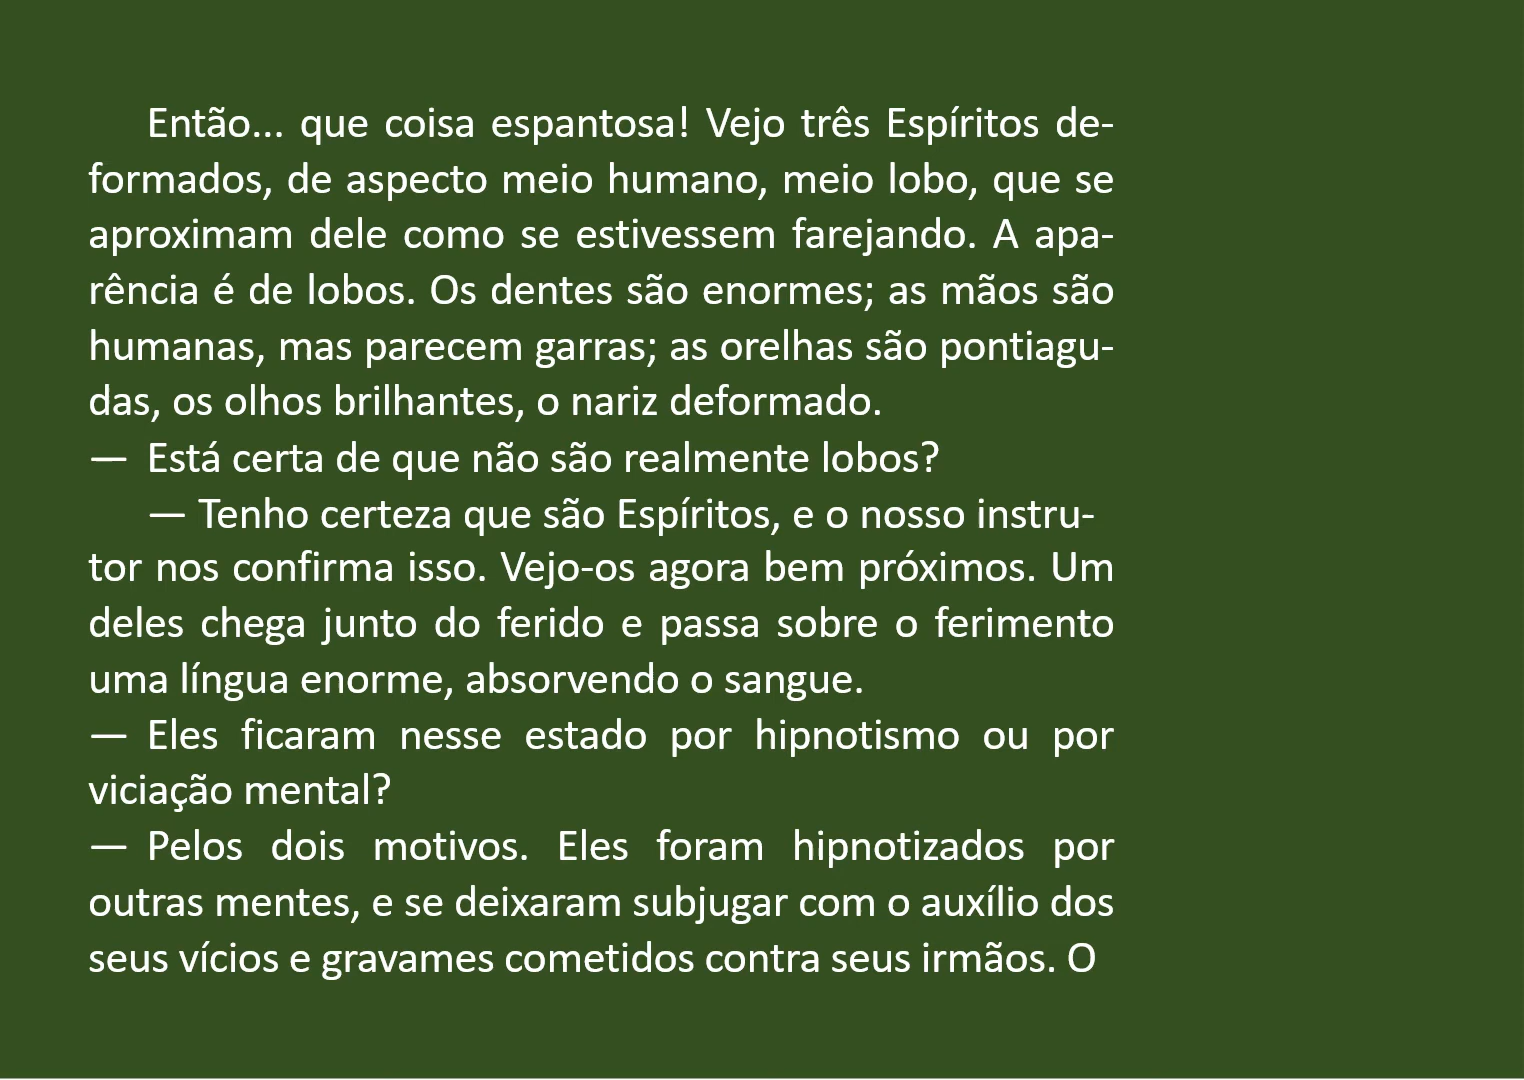 Então... que coisa espantosa! Vejo três Espíritos de-
formados, de aspecto meio humano, meio lobo, que se
aproximam dele como se estivessem farejando. A apa-
rência é de lobos. Os dentes são enormes; as mãos são
humanas, mas parecem garras; as orelhas são pontiagu-
das, os olhos brilhantes, o nariz deformado.
— Está certa de que não são realmente lobos?
— Tenho certeza que são Espíritos, e o nosso instru-
tor nos confirma isso. Vejo-os agora bem próximos. Um
deles chega junto do ferido e passa sobre o ferimento
uma língua enorme, absorvendo o sangue.
— Eles ficaram nesse estado por hipnotismo ou por
viciação mental?
— Pelos dois motivos. Eles foram hipnotizados por
outras mentes, e se deixaram subjugar com o auxílio dos
seus vícios e gravames cometidos contra seus irmãos. O